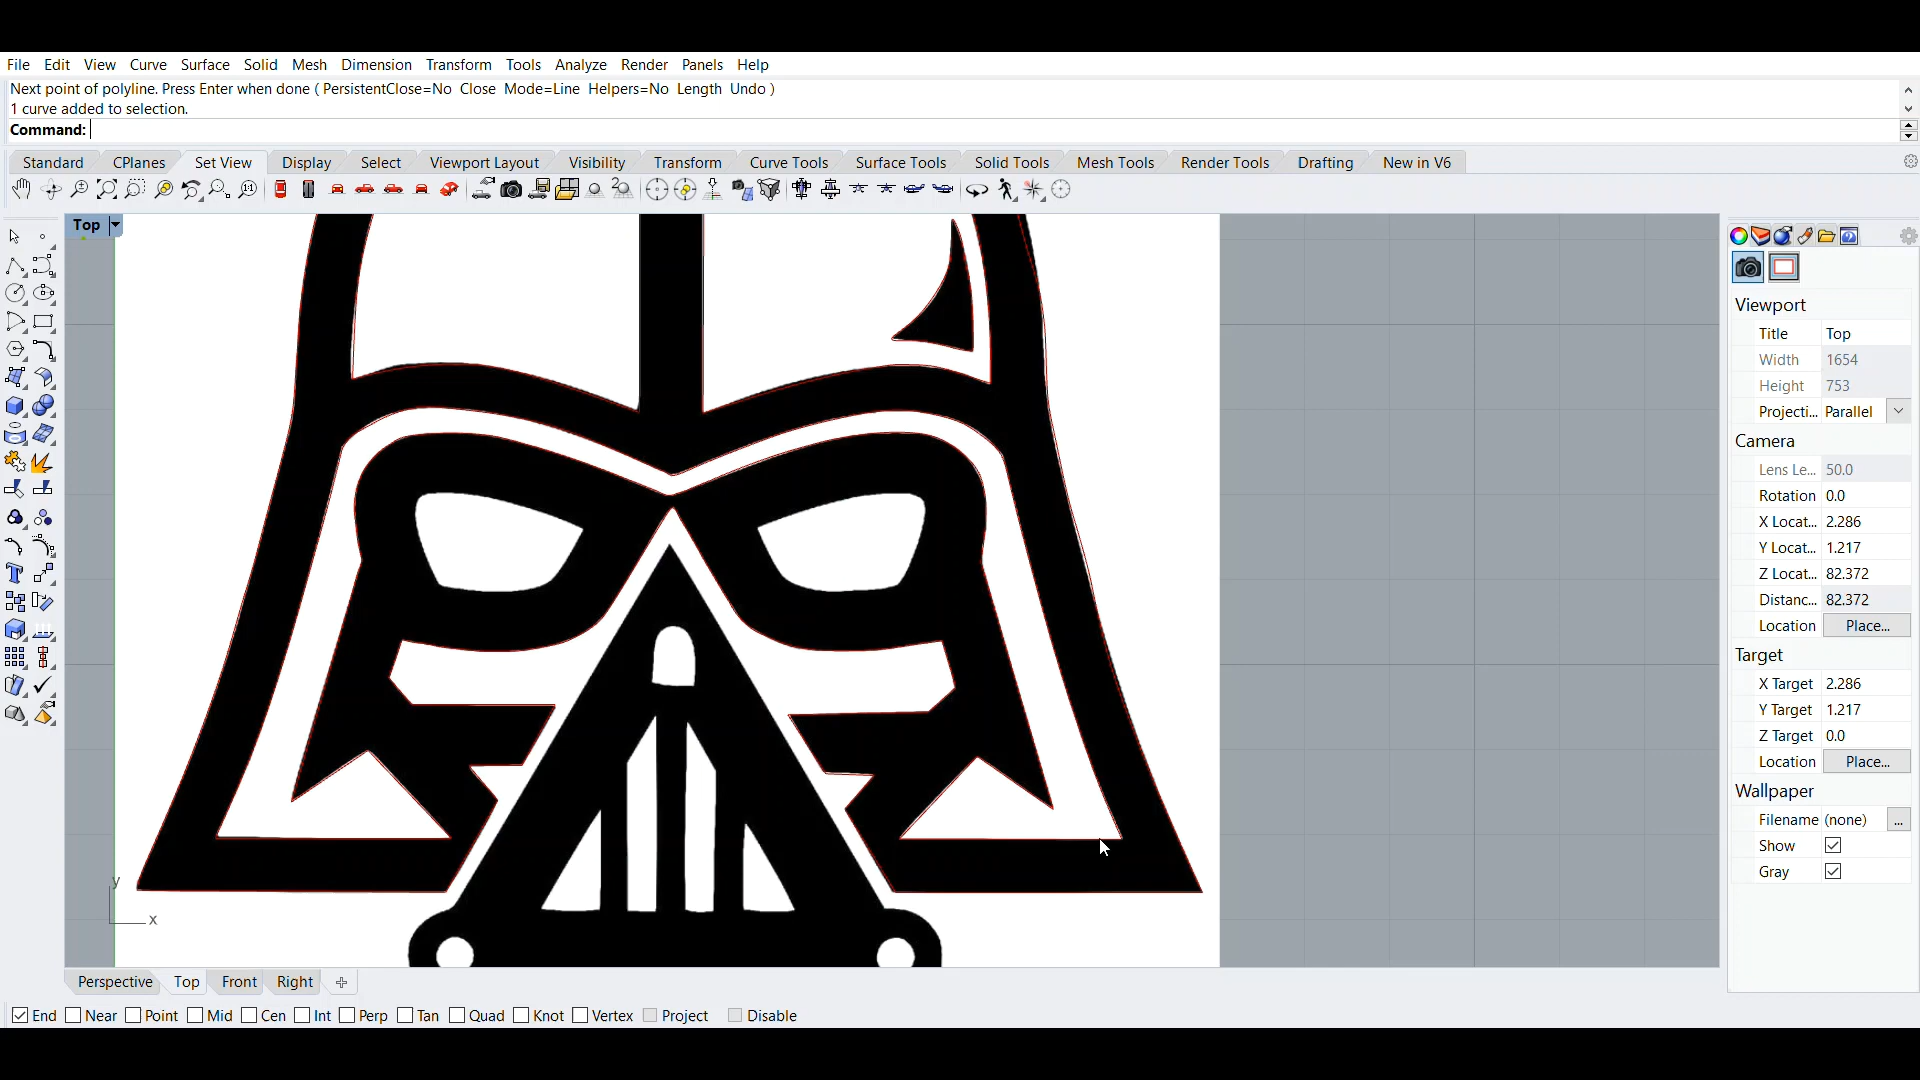 File Edit View Curve Surface Solid Mesh Dimension Transform Tools Analyze Render Panels Help
Next point of polyline. Press Enter when done ( PersistentClose=No Close Mode=Line Helpers=No Length Undo )
1 curve added to selection.
Command:
Standard CPlanes Set View Display Select Viewport Layout Visibility Transform Curve Tools Surface Tools Solid Tools Mesh Tools Render Tools Drafting New in V6
Top
Viewport
Title Top
Width 1654
Height 753
Projecti... Parallel
Camera
Lens Le... 50.0
Rotation 0.0
X Locat... 2.286
Y Locat... 1.217
Z Locat... 82.372
Distanc... 82.372
Location Place...
Target
X Target 2.286
Y Target 1.217
Z Target 0.0
Location Place...
Wallpaper
Filename (none) ...
Show
Gray
y
x
Perspective Top Front Right
End Near Point Mid Cen Int Perp Tan Quad Knot Vertex Project Disable